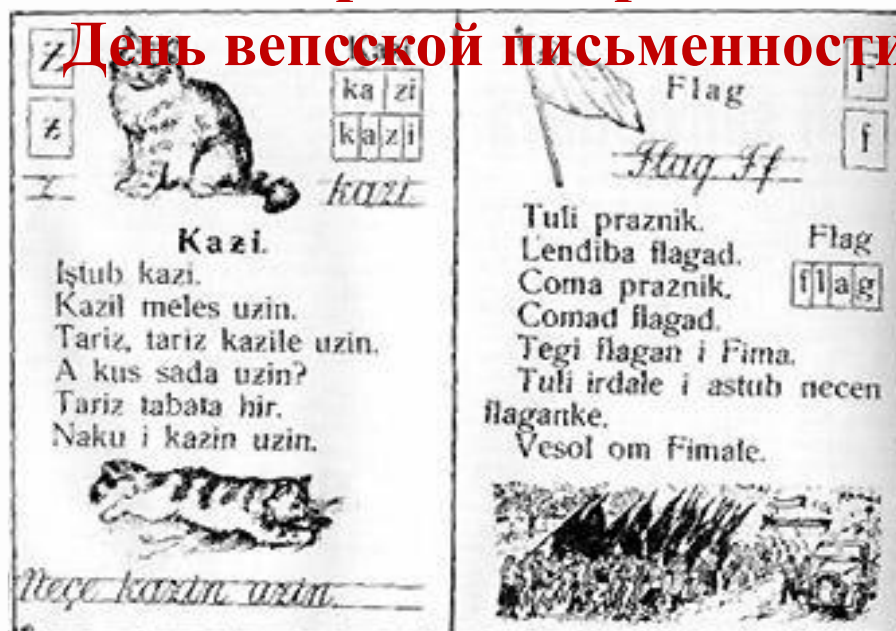 День вепсской письменности
Z
z
ka zi
k a z i
kazi
Kazi.
Iştub kazi.
Kazil meles uzin.
Tariz, tariz kazile uzin.
A kus sada uzin?
Tariz tabata hir.
Naku i kazin uzin.
Neçe kazin uzin.
F
f
Flag
Flag Ff
Tuli praznik.
Lendiba flagad.
Coma praznik.
Comad flagad.
Tegi flagan i Fima.
Tuli irdale i astub necen
flaganke.
Vesol om Fimale.
Flag
f l a g